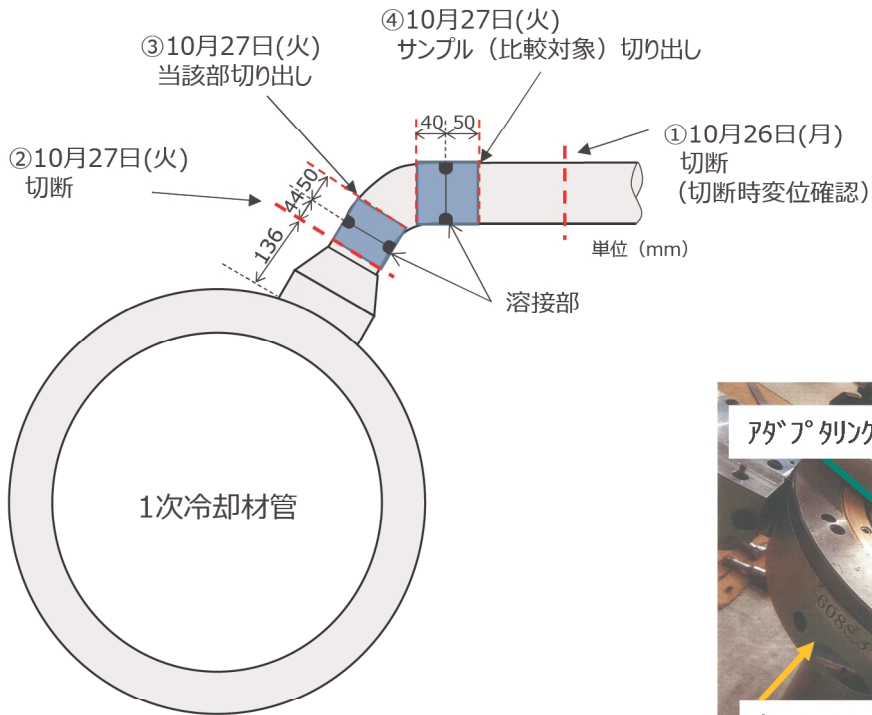 ④10月27日(火)
サンプル（比較対象）切り出し
③10月27日(火)
当該部切り出し
①10月26日(月)
切断
(切断時変位確認)
②10月27日(火)
切断
40
50
50
44
136
単位（mm）
溶接部
1次冷却材管
アダプタリンク